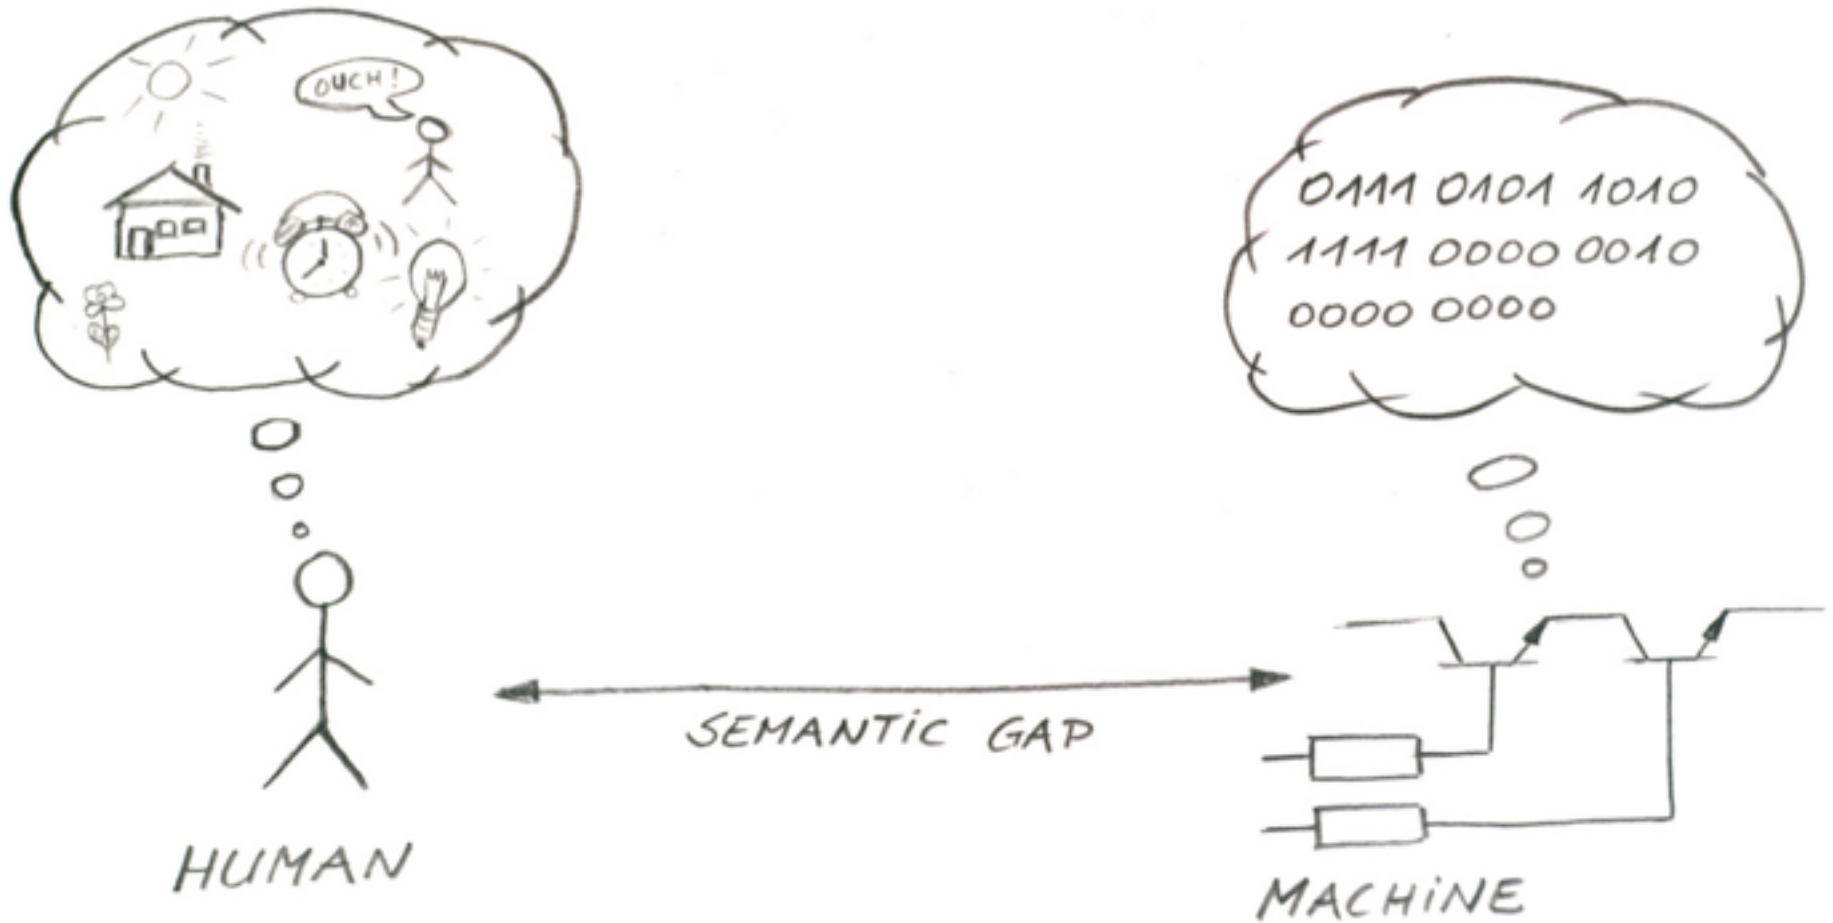 OUCH!
0111 0101 1010
1111 0000 0010
0000 0000
SEMANTIC GAP
HUMAN
MACHINE